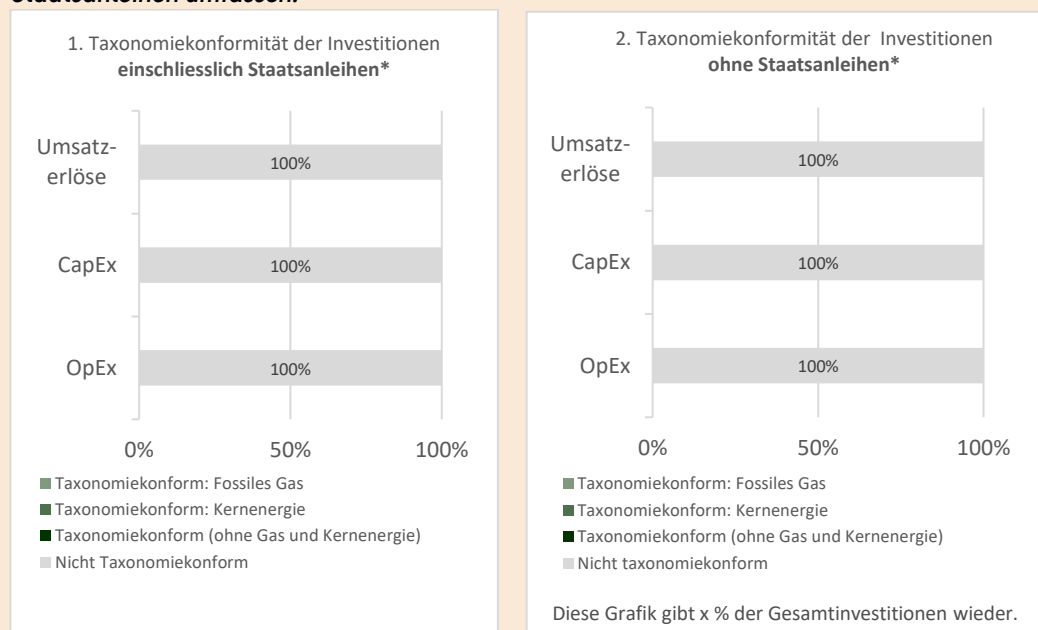 Staatsanleihen umfassen.
1. Taxonomiekonformität der Investitionen
einschliesslich Staatsanleihen*
Umsatz-
erlöse
100%
CapEx
100%
OpEx
100%
0% 50% 100%
Taxonomiekonform: Fossiles Gas
Taxonomiekonform: Kernenergie
Taxonomiekonform (ohne Gas und Kernenergie)
Nicht Taxonomiekonform
2. Taxonomiekonformität der Investitionen
ohne Staatsanleihen*
Umsatz-
erlöse
100%
CapEx
100%
OpEx
100%
0% 50% 100%
Taxonomiekonform: Fossiles Gas
Taxonomiekonform: Kernenergie
Taxonomiekonform (ohne Gas und Kernenergie)
Nicht taxonomiekonform
Diese Grafik gibt x % der Gesamtinvestitionen wieder.